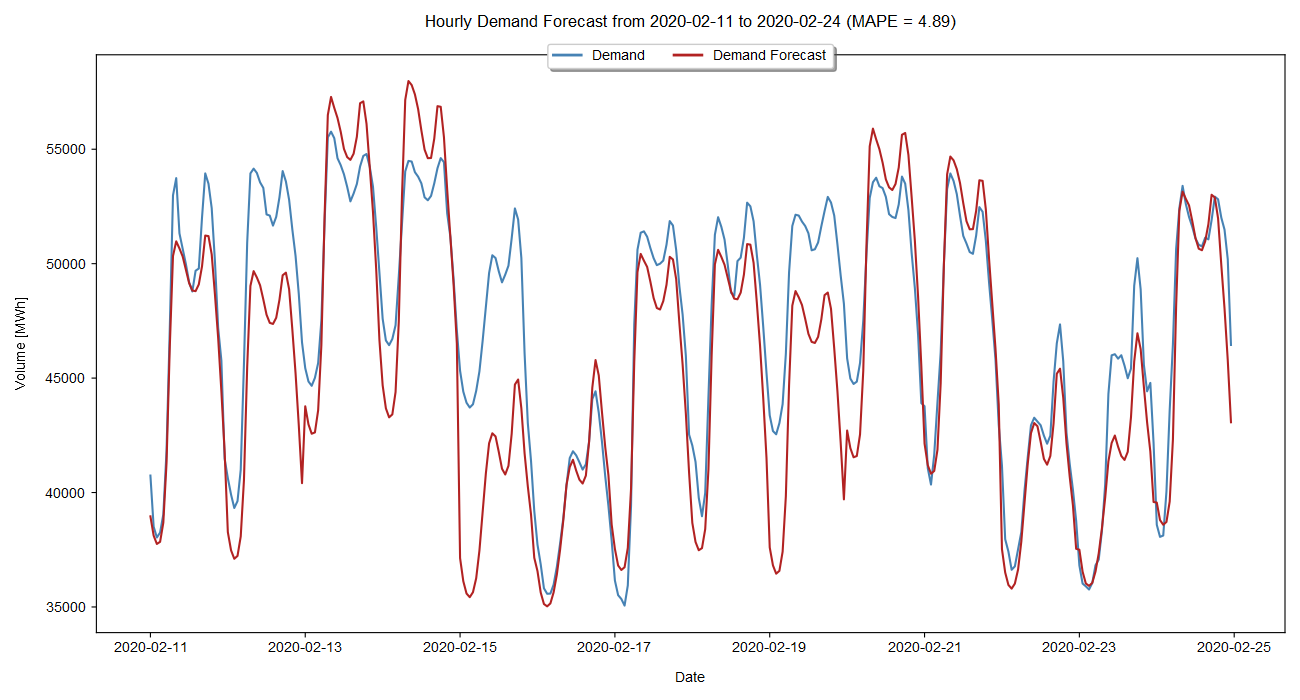 Hourly Demand Forecast from 2020-02-11 to 2020-02-24 (MAPE = 4.89)
Demand
Demand Forecast
Volume [MWh]
55000
50000
45000
40000
35000
2020-02-11
2020-02-13
2020-02-15
2020-02-17
2020-02-19
2020-02-21
2020-02-23
2020-02-25
Date